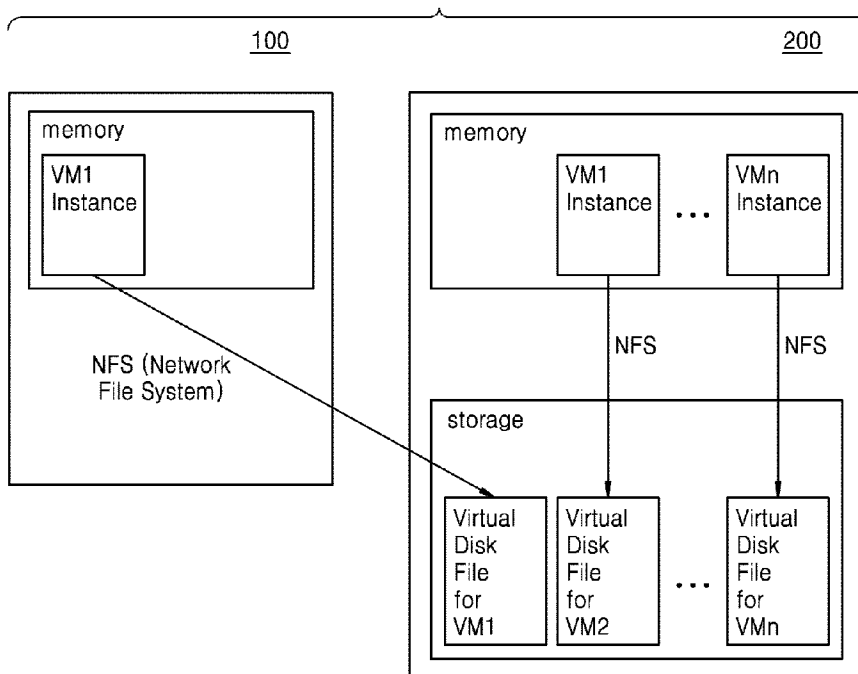 100
200
memory
VM1
Instance
NFS (Network
File System)
memory
VM1
Instance
...
VMn
Instance
NFS
NFS
storage
Virtual
Disk
File
for
VM1
Virtual
Disk
File
for
VM2
...
Virtual
Disk
File
for
VMn